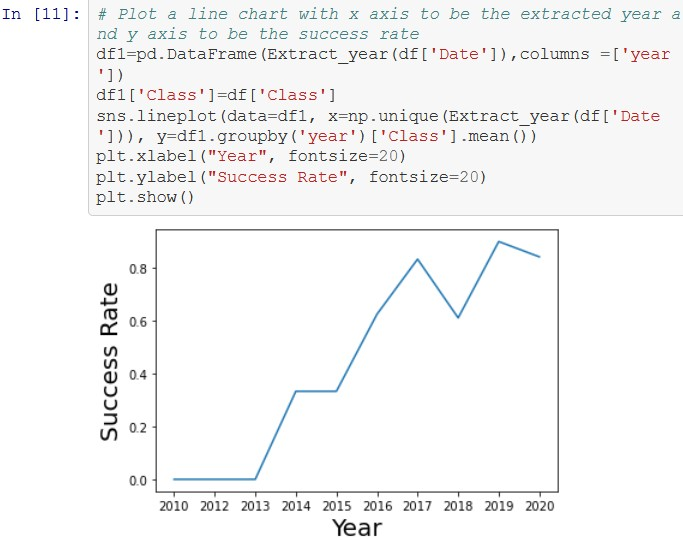 In [11]: # Plot a line chart with x axis to be the extracted year a
nd y axis to be the success rate
df1=pd.DataFrame(Extract_year(df['Date']),columns =['year
'])
df1['Class']=df['Class']
sns.lineplot(data=df1, x=np.unique(Extract_year(df['Date
'])), y=df1.groupby('year')['Class'].mean())
plt.xlabel("Year", fontsize=20)
plt.ylabel("Success Rate", fontsize=20)
plt.show()
Success Rate
0.8
0.6
0.4
0.2
0.0
2010 2012 2013 2014 2015 2016 2017 2018 2019 2020
Year